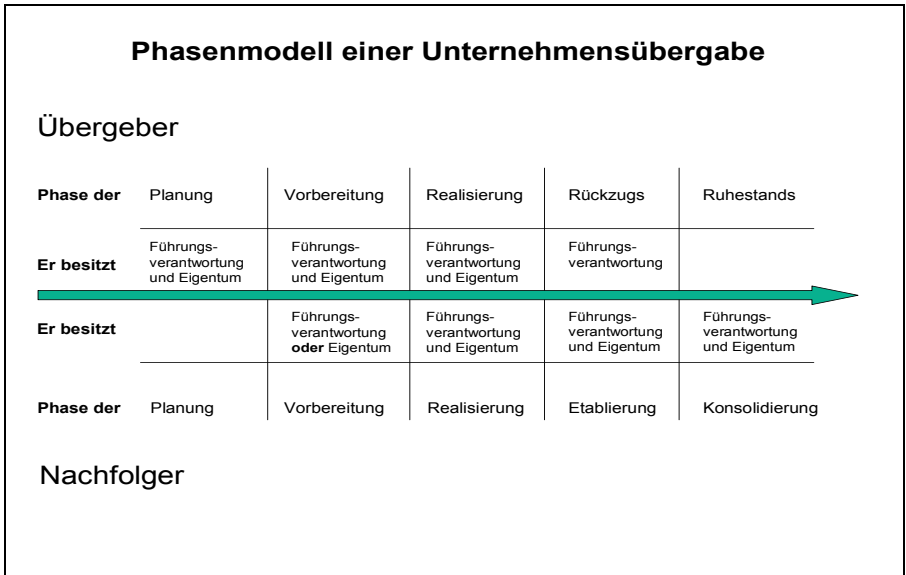 Phasenmodell einer Unternehmensübergabe
Übergeber
Phase der Planung Vorbereitung Realisierung Rückzugs Ruhestands
Führungs- Führungs- Führungs- Führungs-
Er besitzt verantwortung verantwortung verantwortung verantwortung
und Eigentum und Eigentum und Eigentum
Führungs- Führungs- Führungs- Führungs-
Er besitzt verantwortung verantwortung verantwortung verantwortung
oder Eigentum und Eigentum und Eigentum und Eigentum
Phase der Planung Vorbereitung Realisierung Etablierung Konsolidierung
Nachfolger